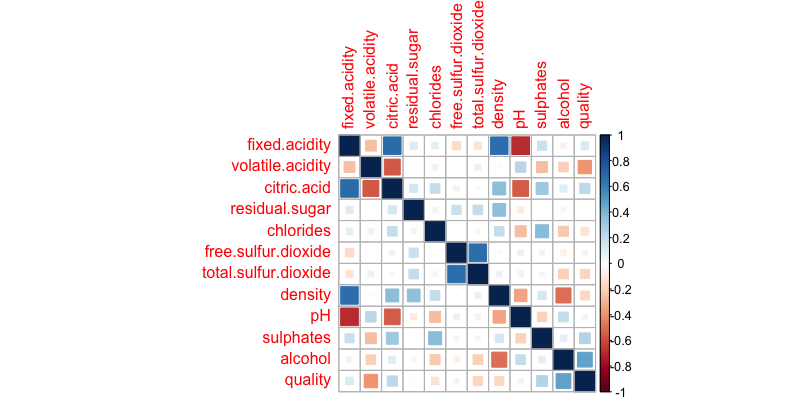 fixed.acidity
volatile.acidity
citric.acid
residual.sugar
chlorides
free.sulfur.dioxide
total.sulfur.dioxide
density
pH
sulphates
alcohol
quality
fixed.acidity
volatile.acidity
citric.acid
residual.sugar
chlorides
free.sulfur.dioxide
total.sulfur.dioxide
density
pH
sulphates
alcohol
quality
1
0.8
0.6
0.4
0.2
0
-0.2
-0.4
-0.6
-0.8
-1